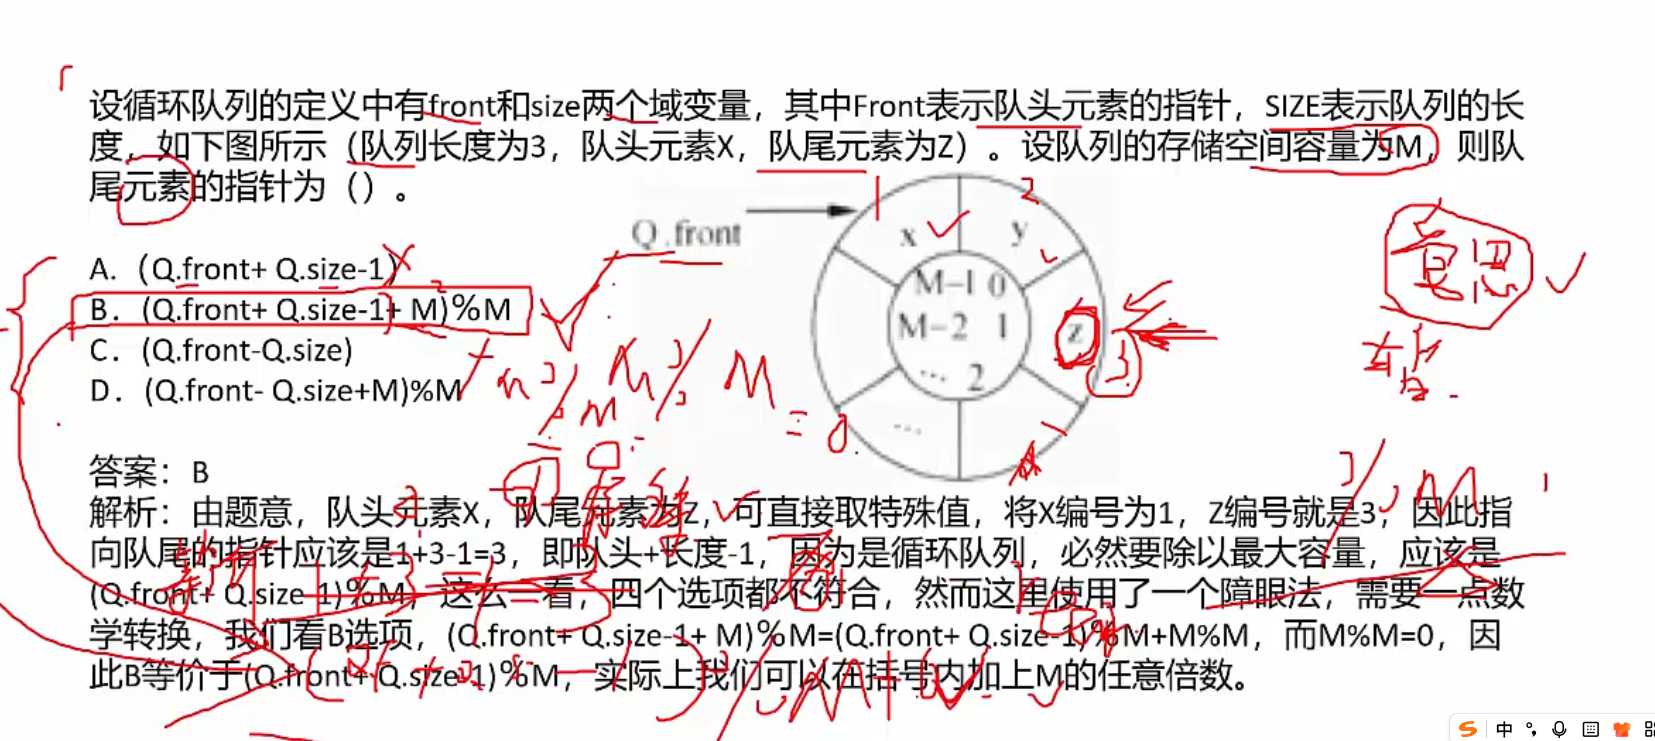 设循环队列的定义中有front和size两个域变量，其中Front表示队头元素的指针，SIZE表示队列的长
度，如下图所示（队列长度为3，队头元素X，队尾元素为Z）。设队列的存储空间容量为M，则队
尾元素的指针为（）。
Q.front
x y
M-1 0
M-2 1 z
... 2
...
1
2
3
意思
A.（Q.front+ Q.size-1）
B.（Q.front+ Q.size-1+ M)%M
C.（Q.front-Q.size)
D.（Q.front- Q.size+M)%M
M % M = 0
% M
答案：B
解析：由题意，队头元素X，队尾元素为Z，可直接取特殊值，将X编号为1，Z编号就是3，因此指
向队尾的指针应该是1+3-1=3，即队头+长度-1，因为是循环队列，必然要除以最大容量，应该是
(Q.front+ Q.size-1)%M，这么一看，四个选项都不符合，然而这里使用了一个障眼法，需要一点数
学转换，我们看B选项，(Q.front+ Q.size-1+ M)%M=(Q.front+ Q.size-1)%M+M%M，而M%M=0，因
此B等价于(Q.front+ Q.size-1)%M，实际上我们可以在括号内加上M的任意倍数。
中